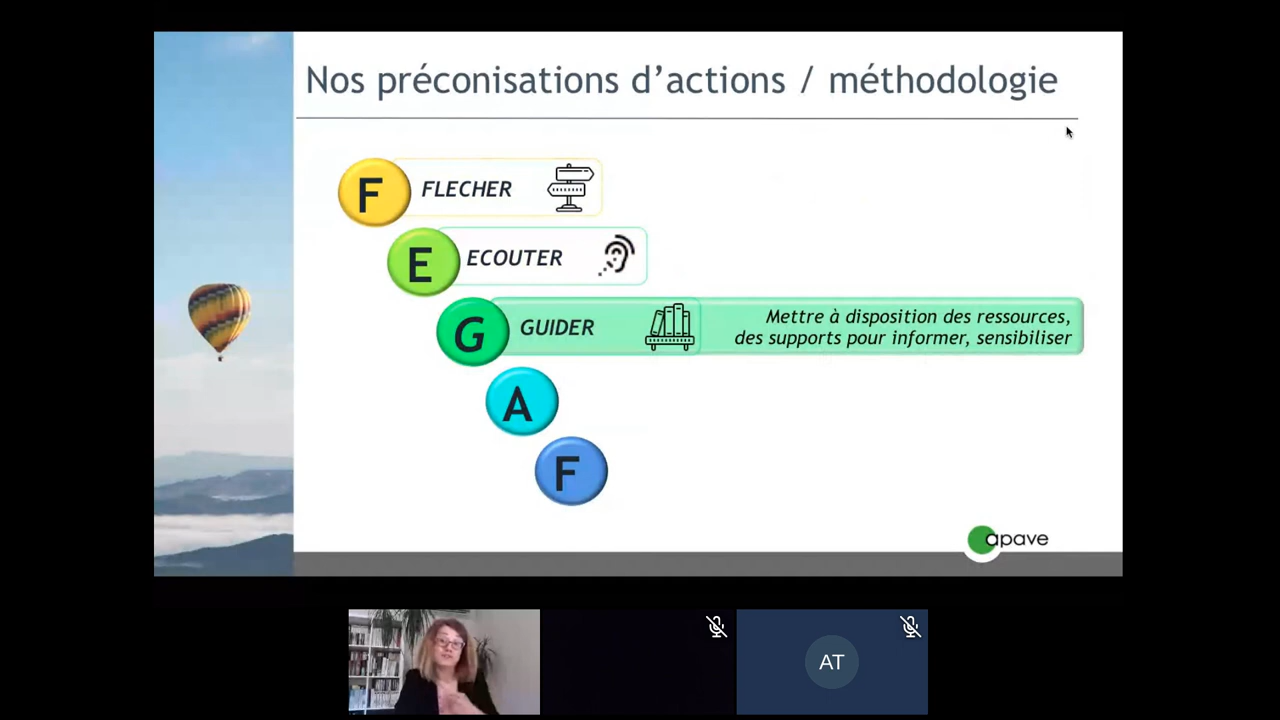 Nos préconisations d’actions / méthodologie
F FLECHER
E ECOUTER
G GUIDER
Mettre à disposition des ressources,
des supports pour informer, sensibiliser
A
F
apave
AT